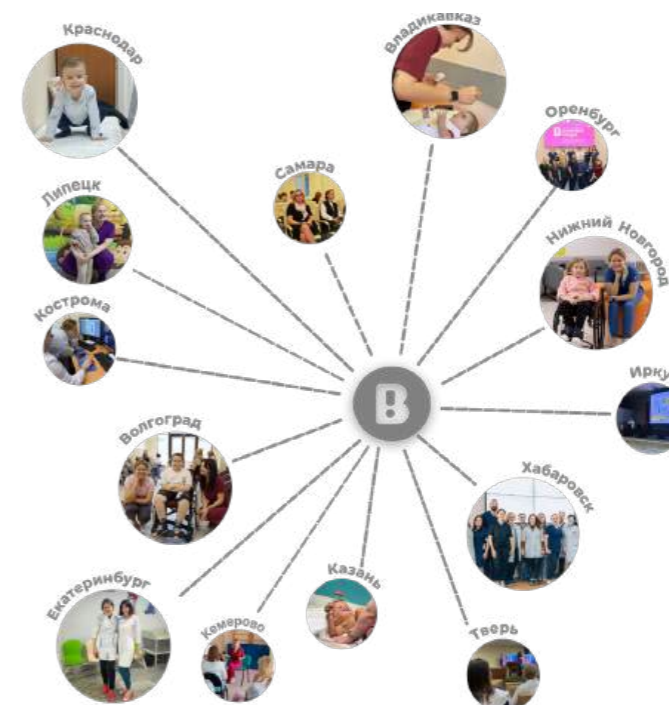 Краснодар
Владикавказ
Оренбург
Самара
Липецк
Нижний Новгород
Кострома
Ирку
В
Волгоград
Хабаровск
Казань
Екатеринбург
Кемерово
Тверь